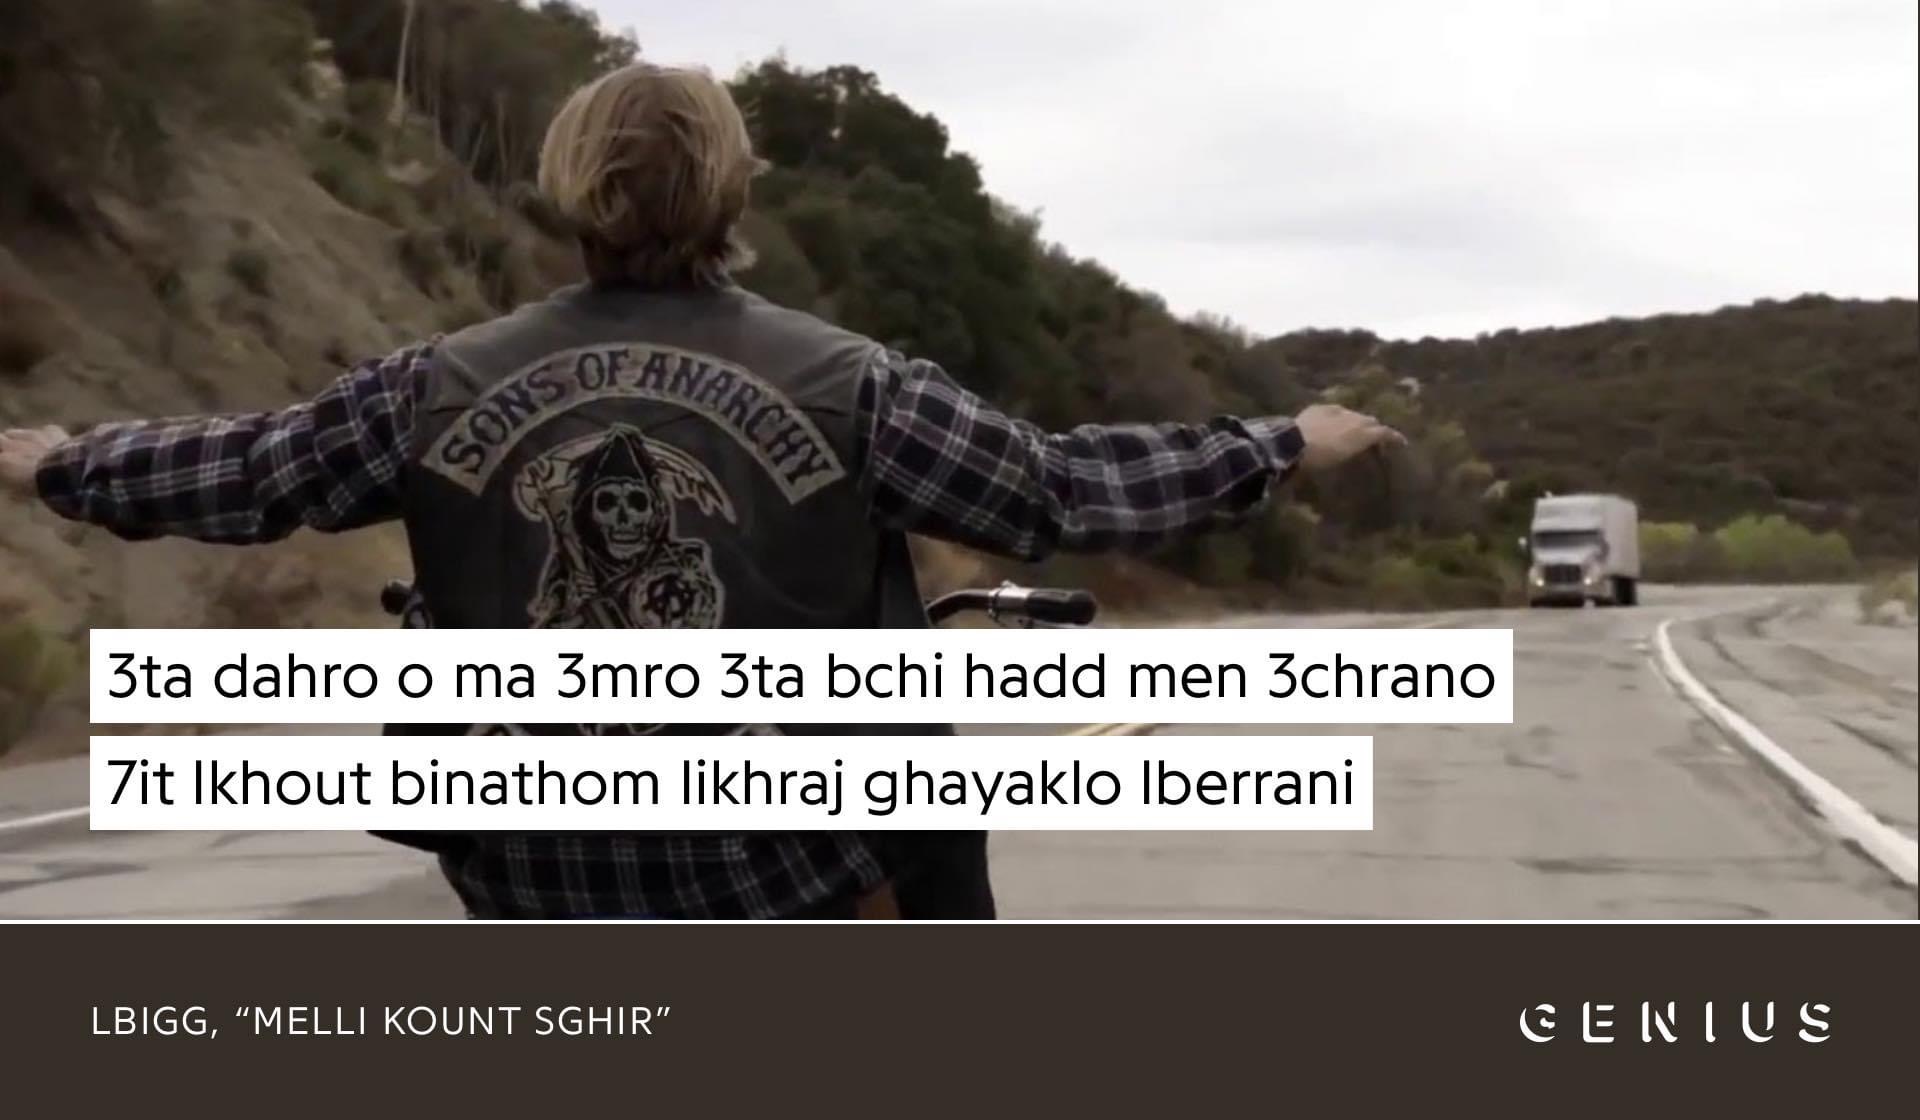 SONS OF ANARCHY
3ta dahro o ma 3mro 3ta bchi hadd men 3chrano
7it lkhout binathom likhraj ghayaklo lberrani
LBIGG, “MELLI KOUNT SGHIR”
GENIUS